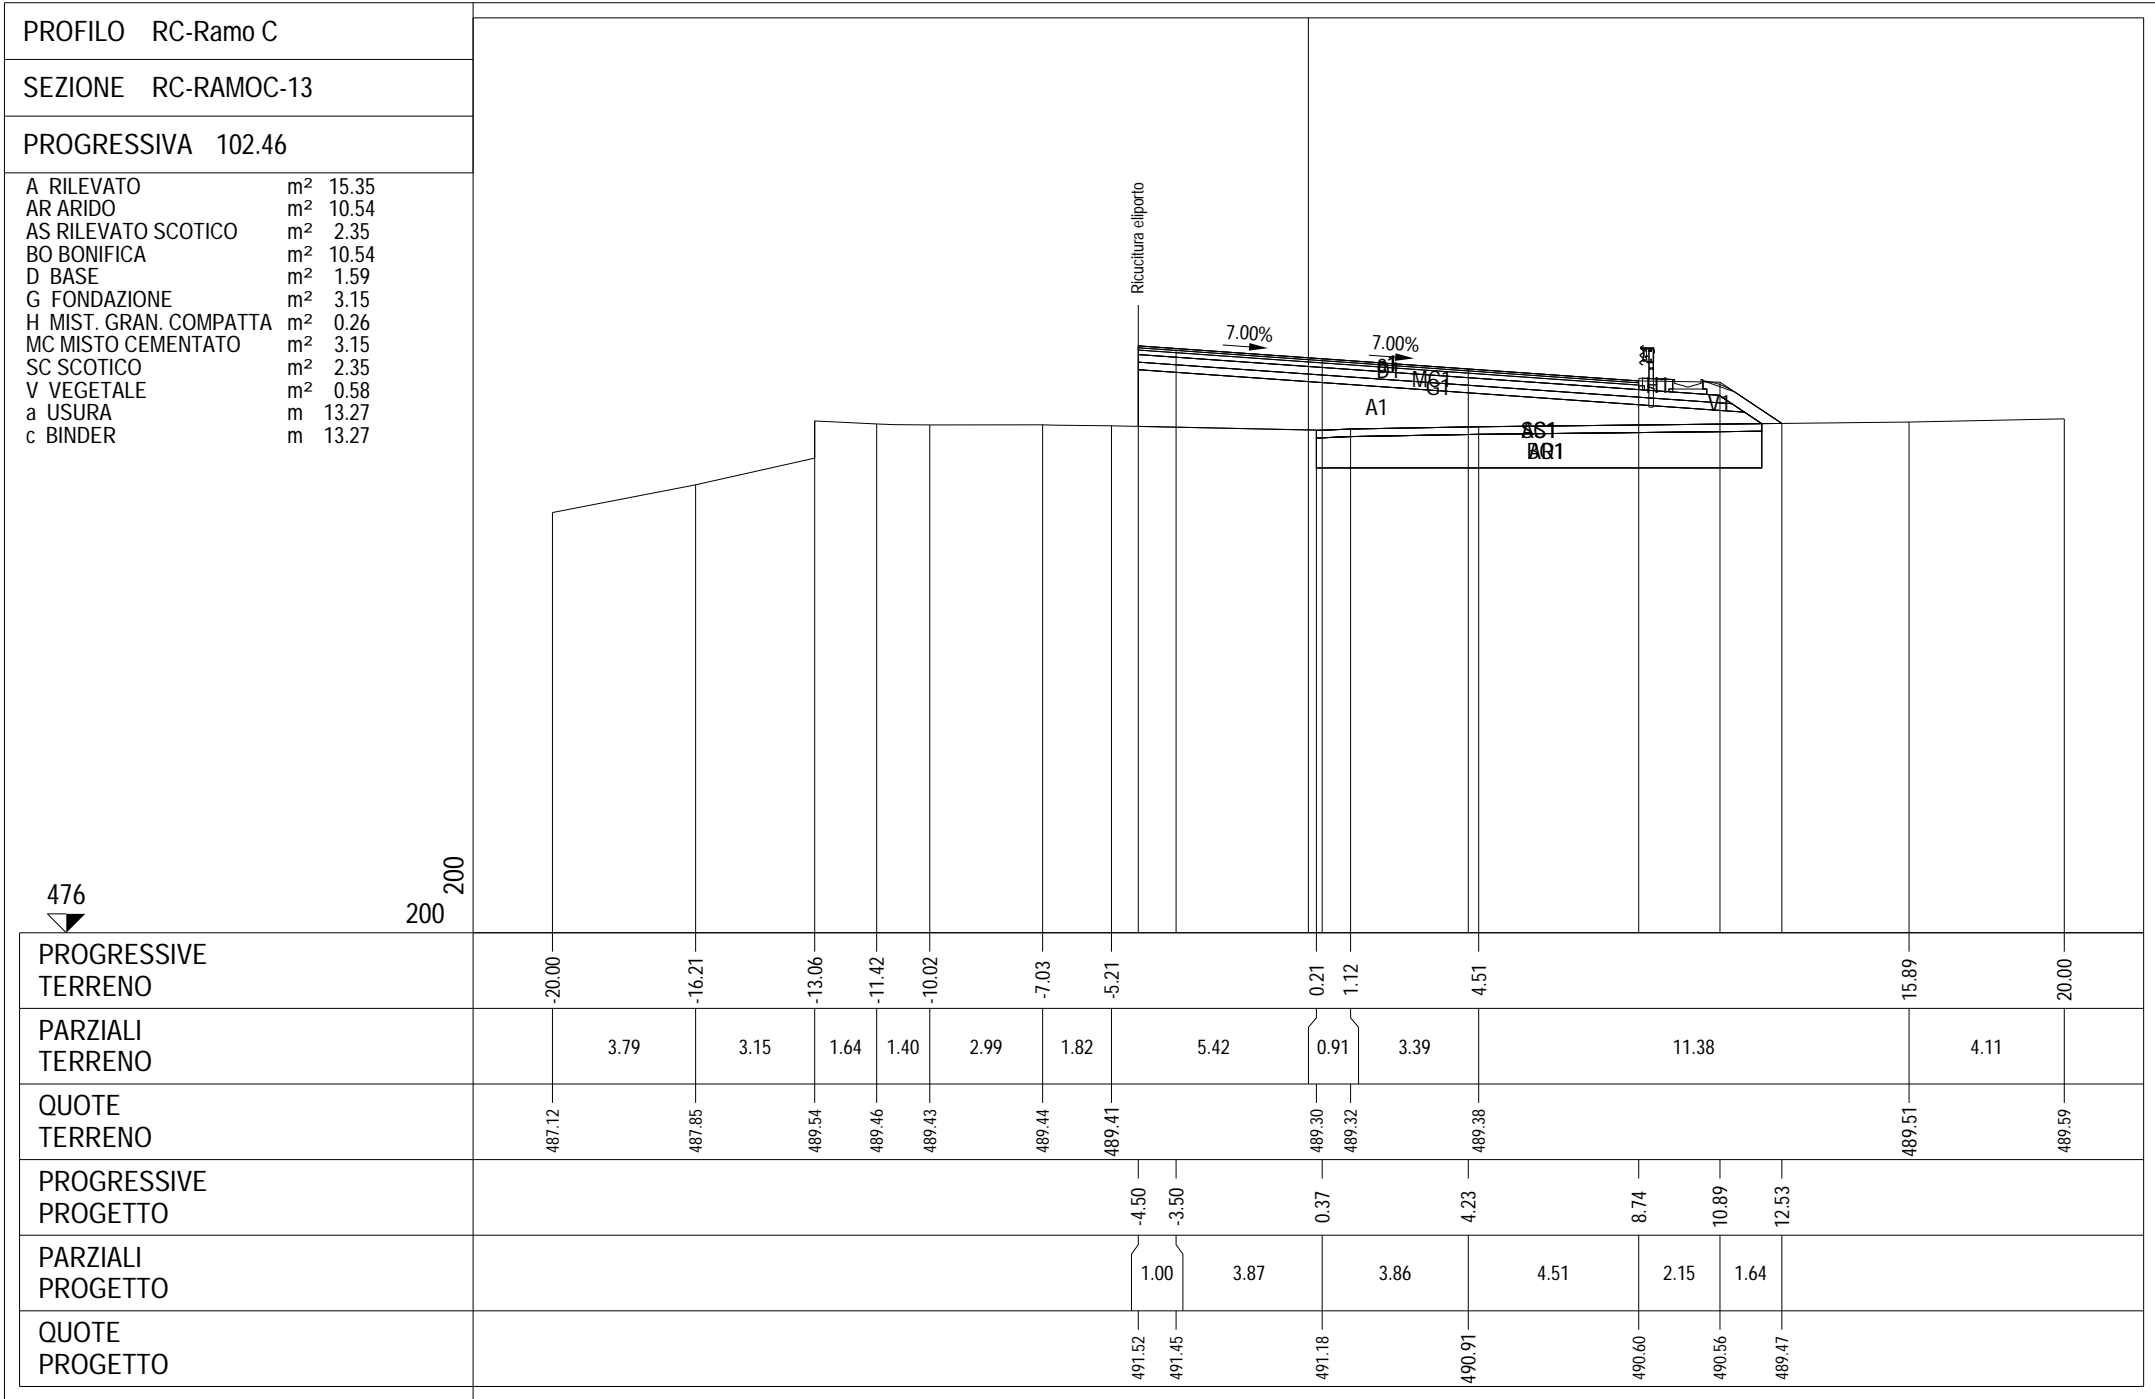 PROFILO RC-Ramo C
SEZIONE RC-RAMOC-13
PROGRESSIVA 102.46
A RILEVATO m² 15.35
AR ARIDO m² 10.54
AS RILEVATO SCOTICO m² 2.35
BO BONIFICA m² 10.54
D BASE m² 1.59
G FONDAZIONE m² 3.15
H MIST. GRAN. COMPATTA m² 0.26
MC MISTO CEMENTATO m² 3.15
SC SCOTICO m² 2.35
V VEGETALE m² 0.58
a USURA m 13.27
c BINDER m 13.27
Ricucitura eliporto
7.00%
7.00%
D1
MC1
G1
A1
V1
476
200
200
PROGRESSIVE TERRENO
-20.00 -16.21 -13.06 -11.42 -10.02 -7.03 -5.21 0.21 1.12 4.51 15.89 20.00
PARZIALI TERRENO
3.79 3.15 1.64 1.40 2.99 1.82 5.42 0.91 3.39 11.38 4.11
QUOTE TERRENO
487.12 487.85 489.54 489.46 489.43 489.44 489.41 489.30 489.32 489.38 489.51 489.59
PROGRESSIVE PROGETTO
-4.50 -3.50 0.37 4.23 8.74 10.89 12.53
PARZIALI PROGETTO
1.00 3.87 3.86 4.51 2.15 1.64
QUOTE PROGETTO
491.52 491.45 491.18 490.91 490.60 490.56 489.47